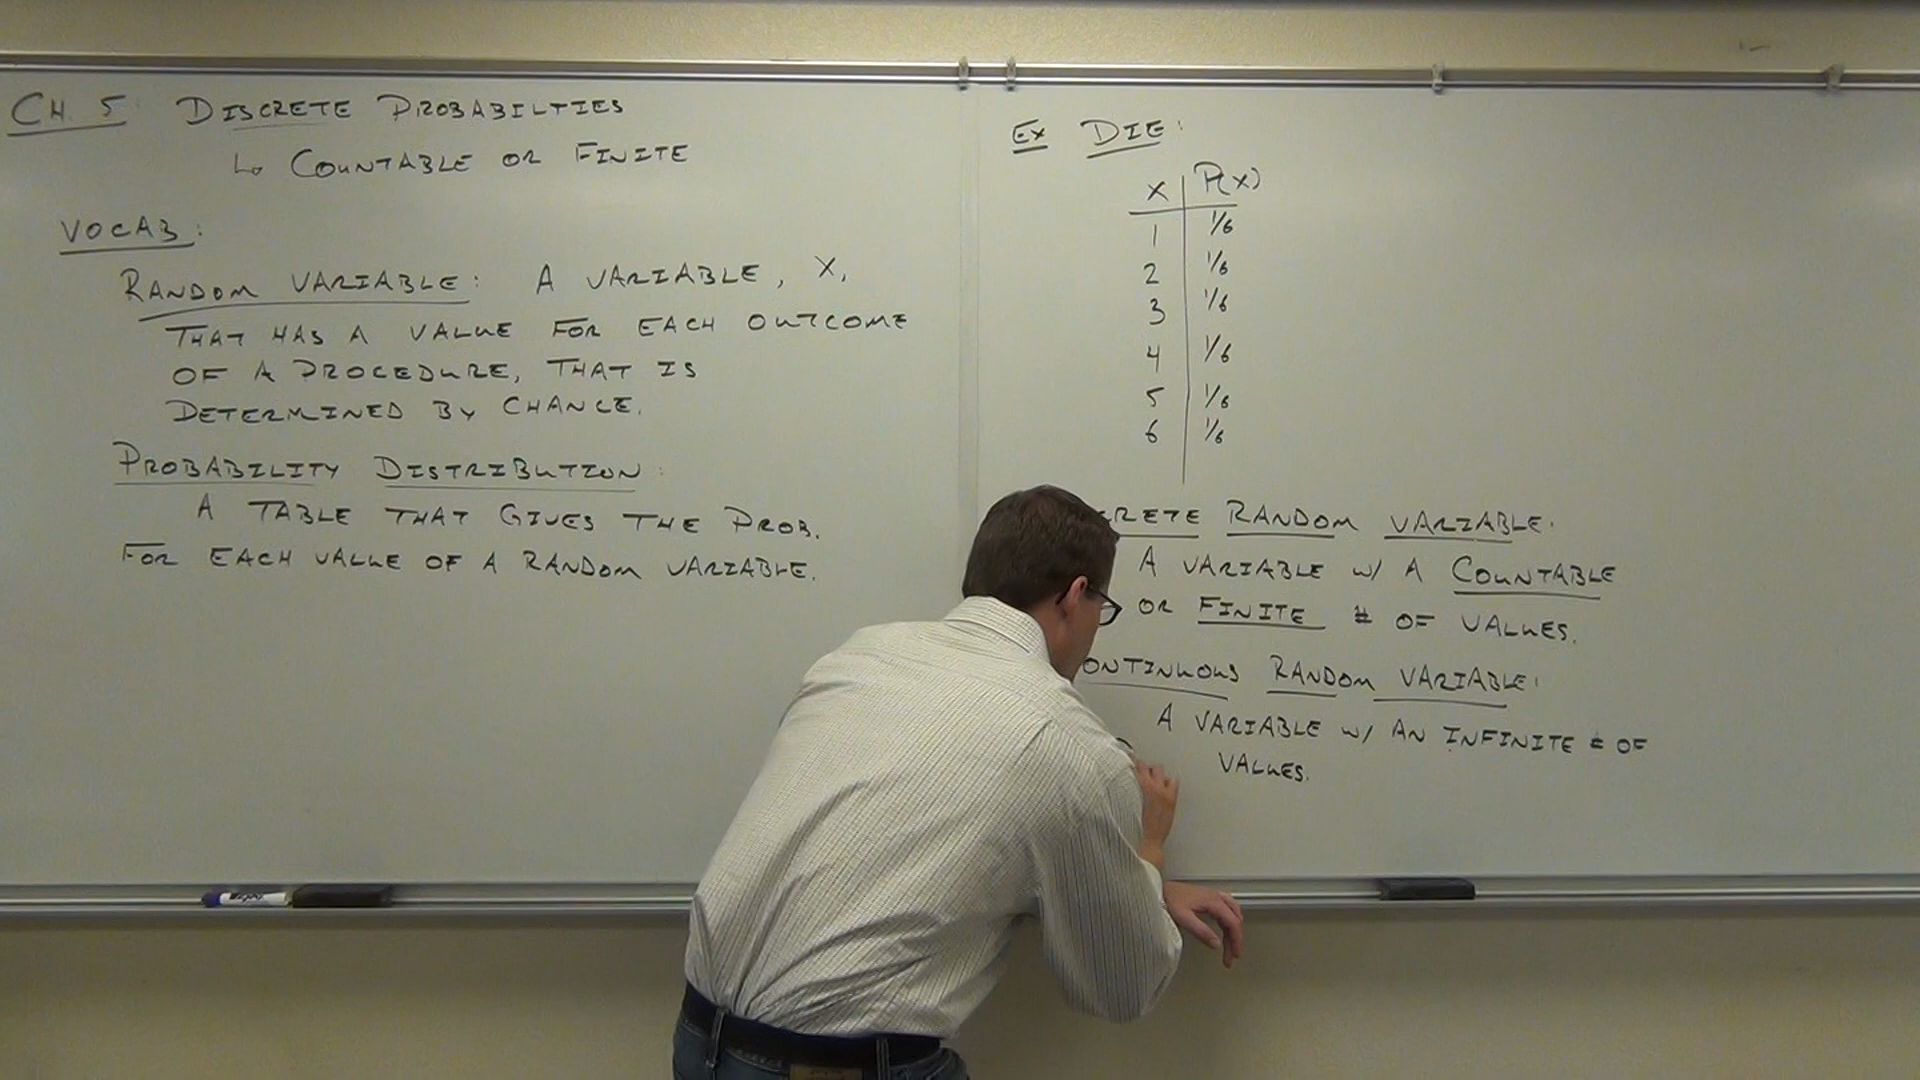 CH 5 DISCRETE PROBABILTIES
↳ COUNTABLE OR FINITE
VOCAB:
RANDOM VARIABLE: A VARIABLE, X,
THAT HAS A VALUE FOR EACH OUTCOME
OF A PROCEDURE, THAT IS
DETERMINED BY CHANCE.
PROBABILITY DISTRIBUTION:
A TABLE THAT GIVES THE PROB.
FOR EACH VALUE OF A RANDOM VARIABLE.
EX DIE:
X P(X)
1 1/6
2 1/6
3 1/6
4 1/6
5 1/6
6 1/6
CRETE RANDOM VARIABLE:
A VARIABLE W/ A COUNTABLE
OR FINITE # OF VALUES.
ONTINUOUS RANDOM VARIABLE:
A VARIABLE W/ AN INFINITE # OF
VALUES.
EXPO